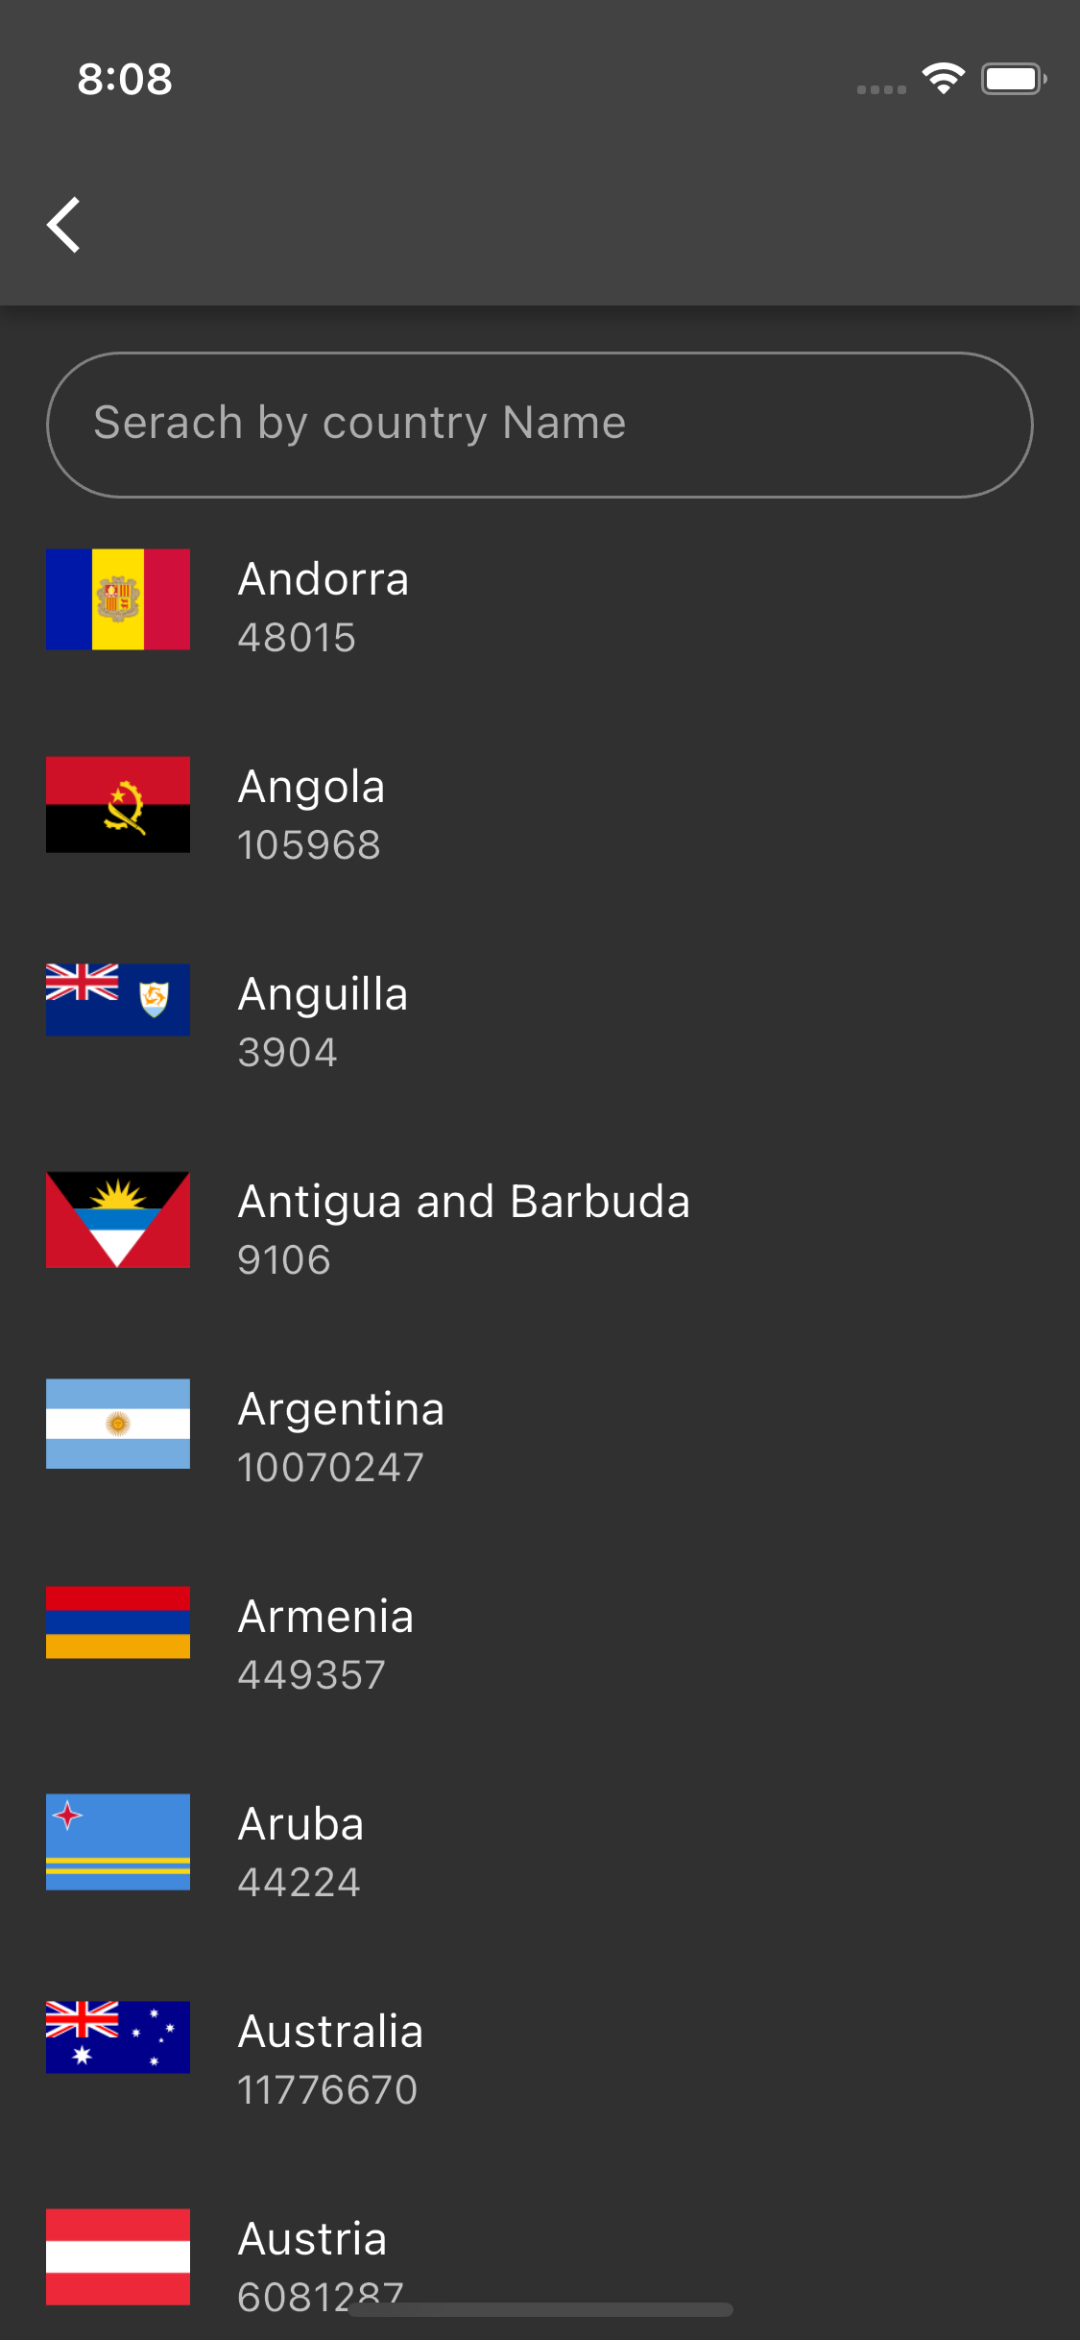 8:08
Serach by country Name
Andorra
48015
Angola
105968
Anguilla
3904
Antigua and Barbuda
9106
Argentina
10070247
Armenia
449357
Aruba
44224
Australia
11776670
Austria
6081287